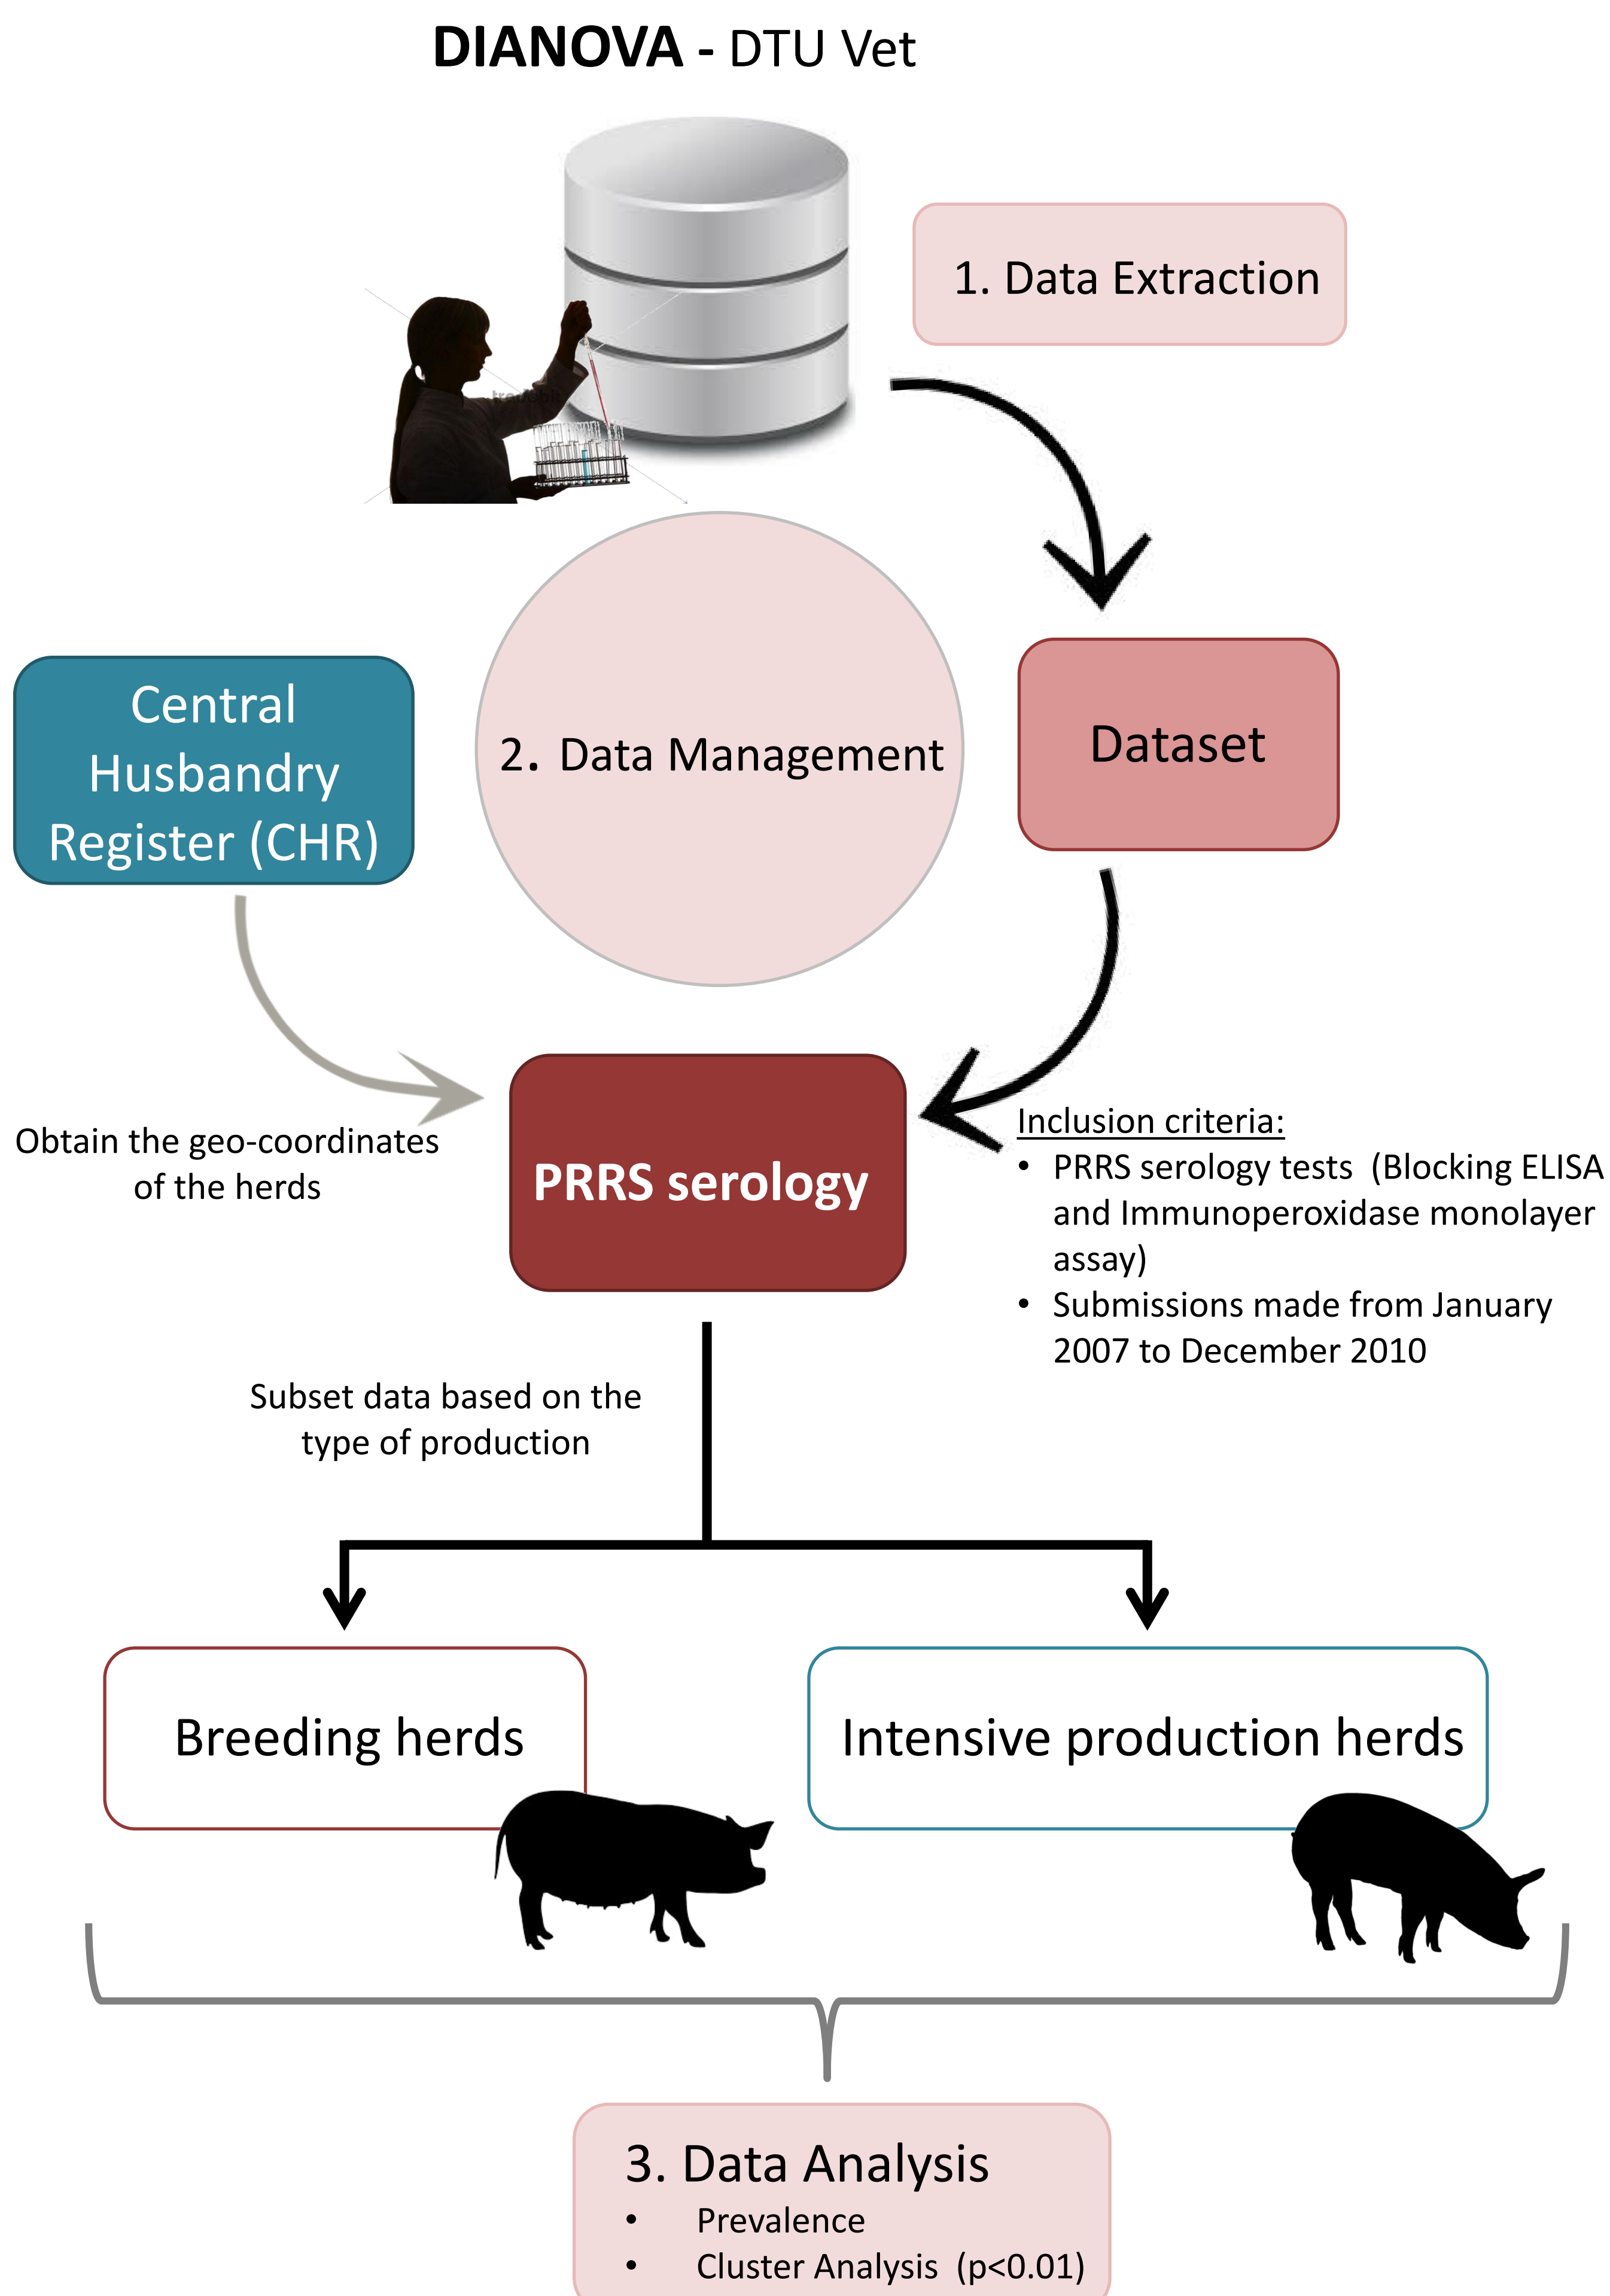 DIANOVA - DTU Vet
1. Data Extraction
Central
Husbandry
Register (CHR)
2. Data Management
Dataset
Obtain the geo-coordinates
of the herds
PRRS serology
Inclusion criteria:
• PRRS serology tests (Blocking ELISA
and Immunoperoxidase monolayer
assay)
• Submissions made from January
2007 to December 2010
Subset data based on the
type of production
Breeding herds
Intensive production herds
3. Data Analysis
• Prevalence
• Cluster Analysis (p<0.01)